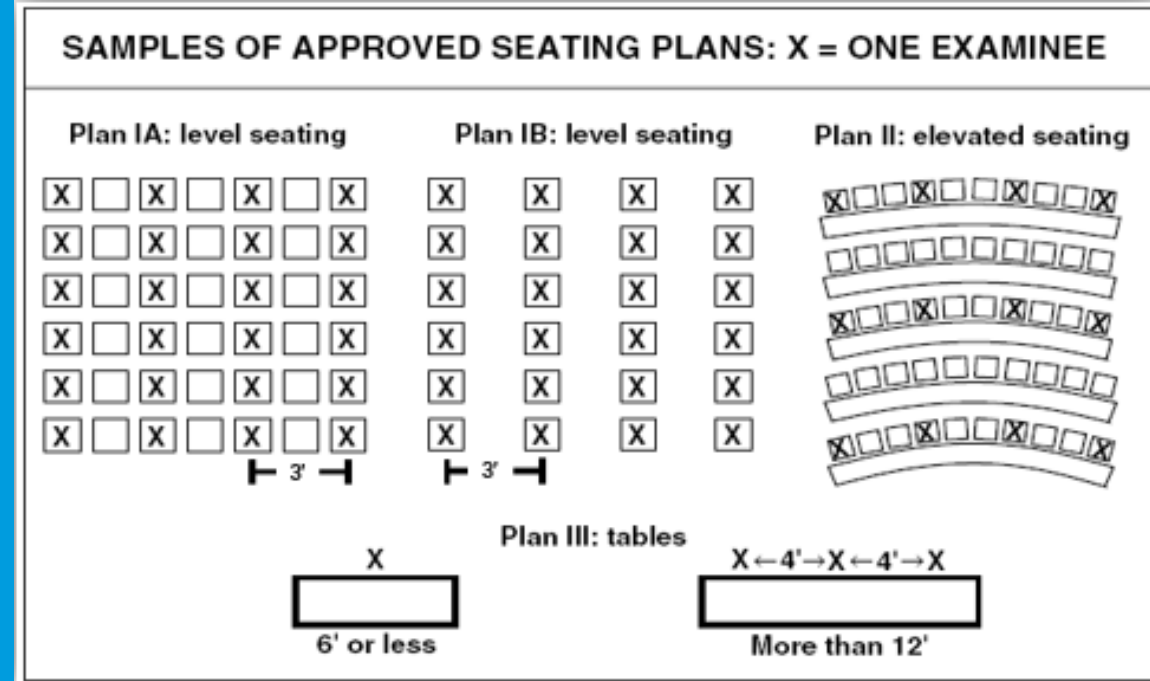 SAMPLES OF APPROVED SEATING PLANS: X = ONE EXAMINEE
Plan IA: level seating
X X X X
X X X X
X X X X
X X X X
X X X X
X X X X
3'
Plan IB: level seating
X X X X
X X X X
X X X X
X X X X
X X X X
X X X X
3'
Plan II: elevated seating
X X X X
X X X X
X X X X
Plan III: tables
X
6' or less
X←4'→X←4'→X
More than 12'